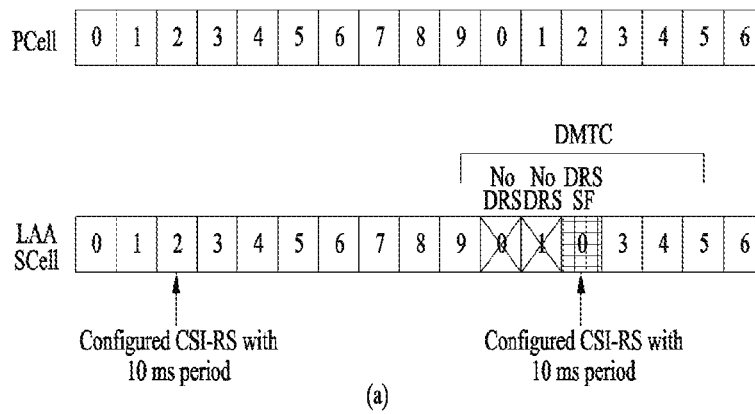 PCell 0 1 2 3 4 5 6 7 8 9 0 1 2 3 4 5 6
DMTC
No No DRS
DRS DRS SF
LAA
SCell 0 1 2 3 4 5 6 7 8 9 0 1 0 3 4 5 6
Configured CSI-RS with Configured CSI-RS with
10 ms period 10 ms period
(a)